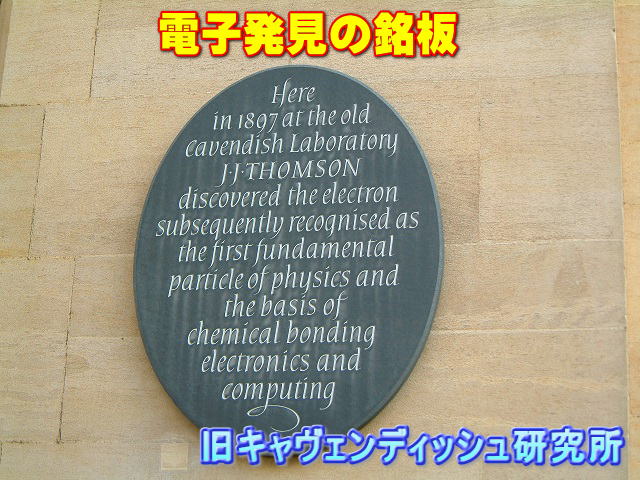 電子発見の銘板
Here
in 1897 at the old
Cavendish Laboratory
J·J·THOMSON
discovered the electron
subsequently recognised as
the first fundamental
particle of physics and
the basis of
chemical bonding
electronics and
computing
旧キャヴェンディッシュ研究所